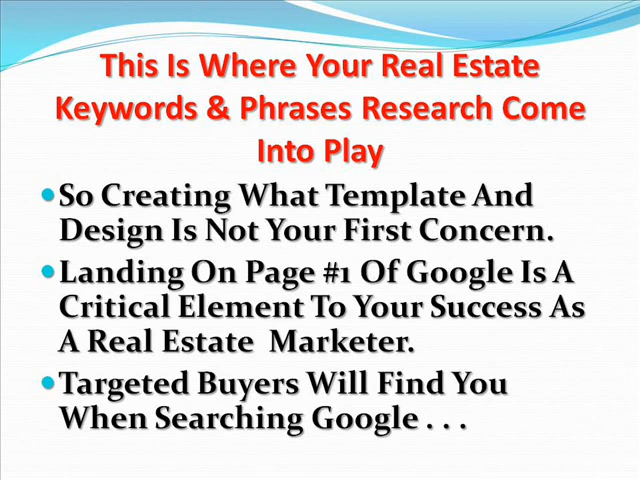 This Is Where Your Real Estate
Keywords & Phrases Research Come
Into Play
So Creating What Template And
Design Is Not Your First Concern.
Landing On Page #1 Of Google Is A
Critical Element To Your Success As
A Real Estate  Marketer.
Targeted Buyers Will Find You
When Searching Google . . .